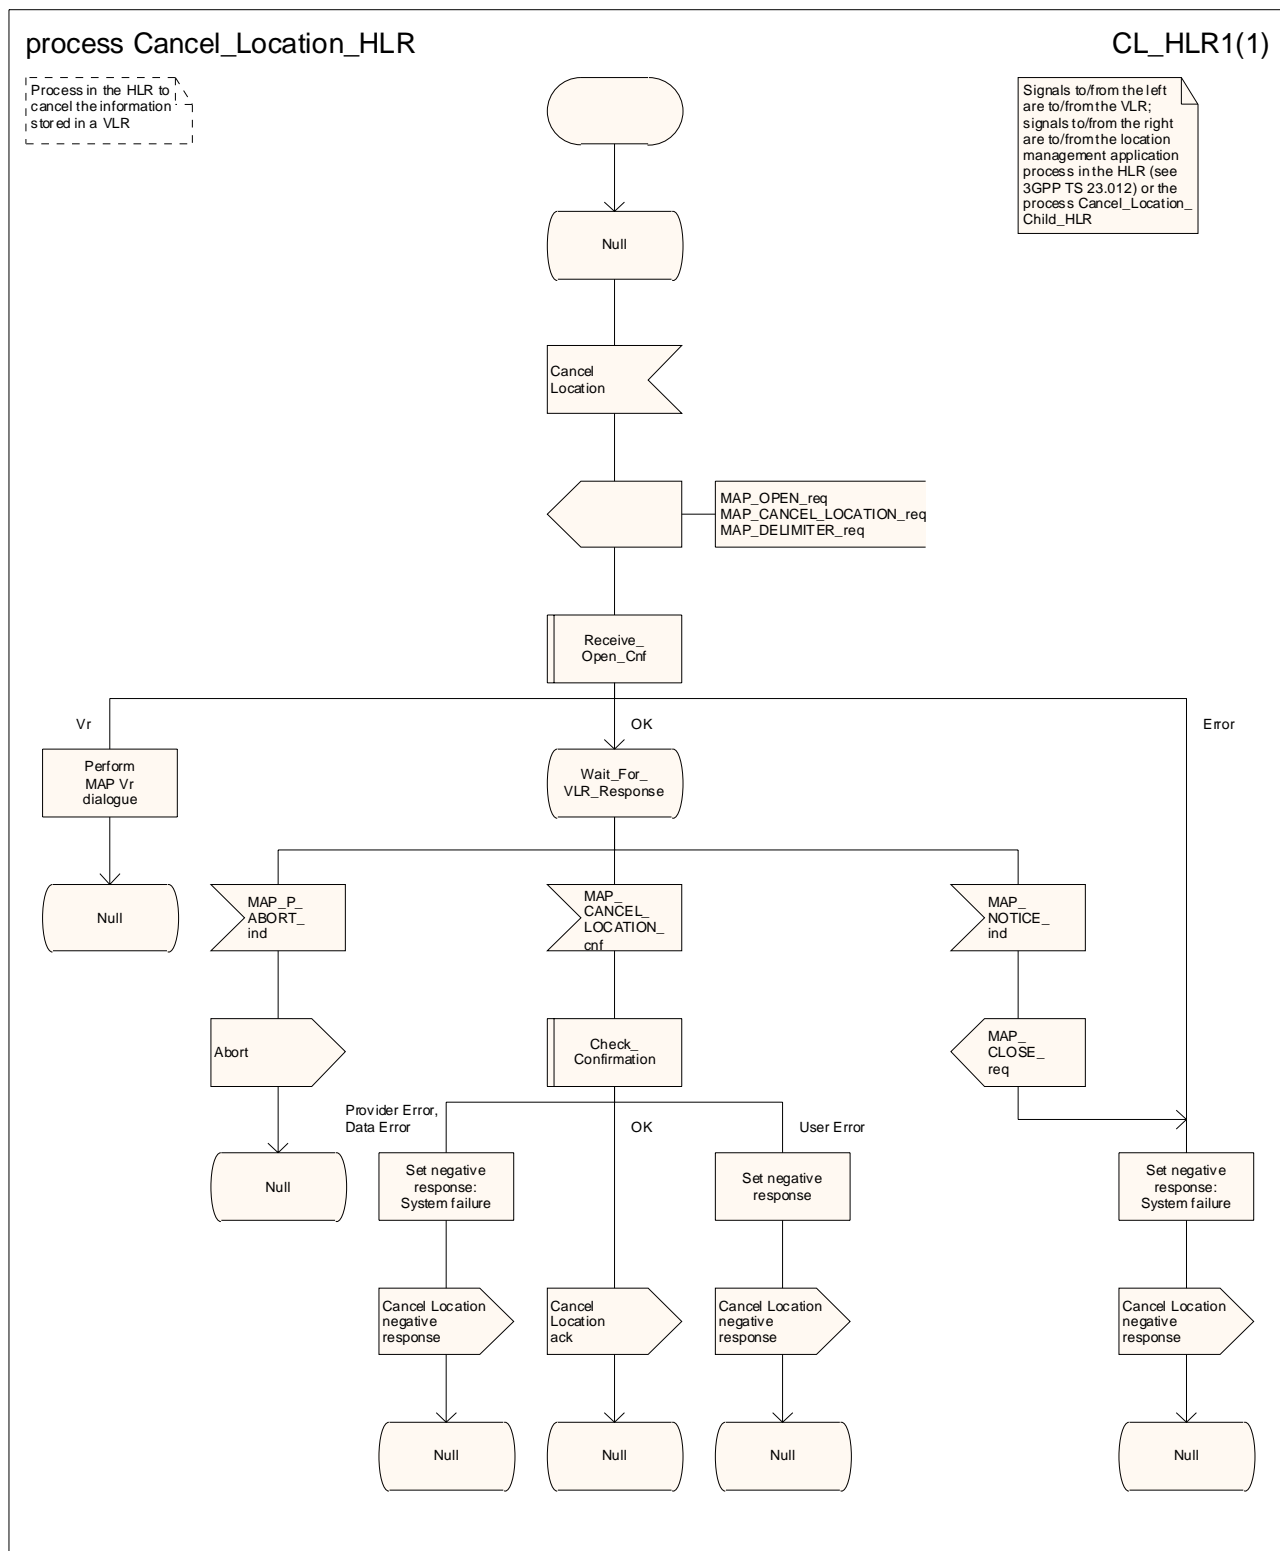 process Cancel_Location_HLR
CL_HLR1(1)
Process in the HLR to
cancel the information
stored in a VLR
Signals to/from the left
are to/from the VLR;
signals to/from the right
are to/from the location
management application
process in the HLR (see
3GPP TS 23.012) or the
process Cancel_Location_
Child_HLR
Null
Cancel
Location
MAP_OPEN_req
MAP_CANCEL_LOCATION_req
MAP_DELIMITER_req
Receive_
Open_Cnf
Vr
OK
Error
Perform
MAP Vr
dialogue
Wait_For_
VLR_Response
Null
MAP_P_
ABORT_
ind
MAP_
CANCEL_
LOCATION_
cnf
MAP_
NOTICE_
ind
Abort
Check_
Confirmation
MAP_
CLOSE_
req
Provider Error,
Data Error
OK
User Error
Null
Set negative
response:
System failure
Set negative
response
Set negative
response:
System failure
Cancel Location
negative
response
Cancel
Location
ack
Cancel Location
negative
response
Cancel Location
negative
response
Null
Null
Null
Null